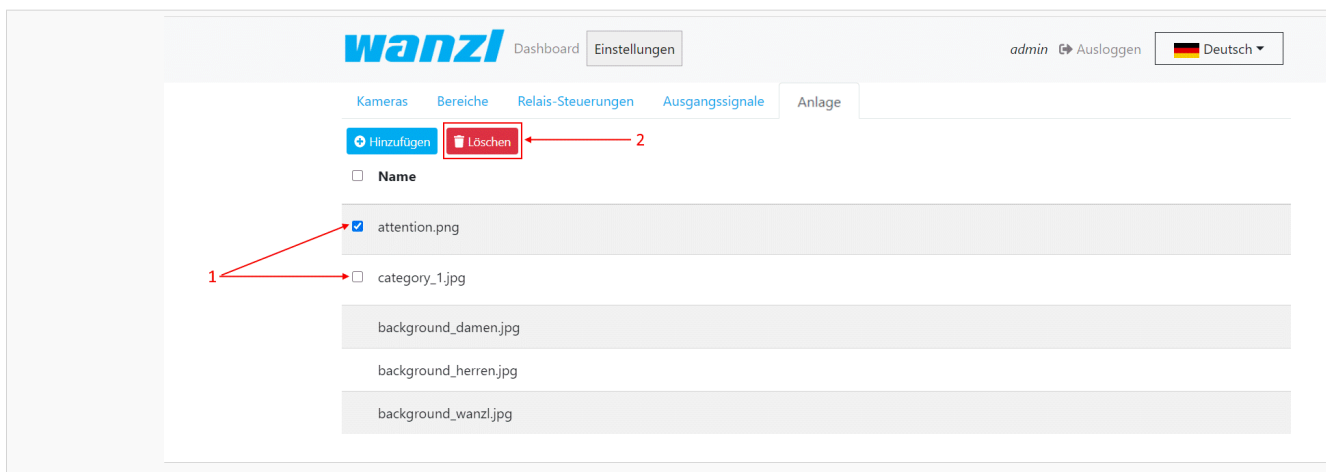 wanzl Dashboard Einstellungen admin Ausloggen Deutsch
Kameras Bereiche Relais-Steuerungen Ausgangssignale Anlage
Hinzufügen Löschen 2
Name
attention.png
1 category_1.jpg
background_damen.jpg
background_herren.jpg
background_wanzl.jpg